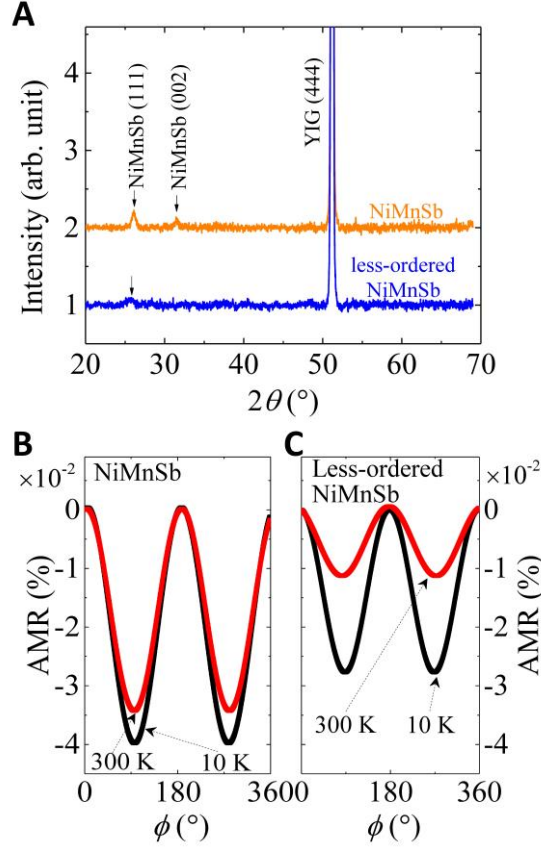 A
Intensity (arb. unit)
4
3
2
1
NiMnSb (111)
NiMnSb (002)
YIG (444)
NiMnSb
less-ordered
NiMnSb
20 30 40 50 60 70
2θ (°)
B
NiMnSb
×10⁻²
AMR (%)
0
-1
-2
-3
-4
300 K
10 K
0 180 360
ϕ (°)
C
Less-ordered
NiMnSb
×10⁻²
AMR (%)
0
-1
-2
-3
-4
300 K
10 K
180 360
ϕ (°)